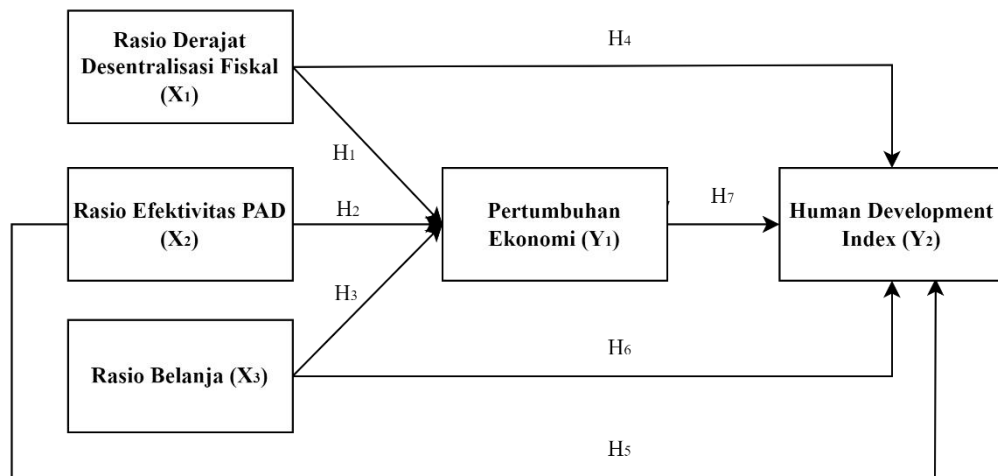 Rasio Derajat
Desentralisasi Fiskal
(X₁)
H₄
H₁
Rasio Efektivitas PAD
(X₂)
H₂
Pertumbuhan
Ekonomi (Y₁)
H₇
Human Development
Index (Y₂)
H₃
Rasio Belanja (X₃)
H₆
H₅